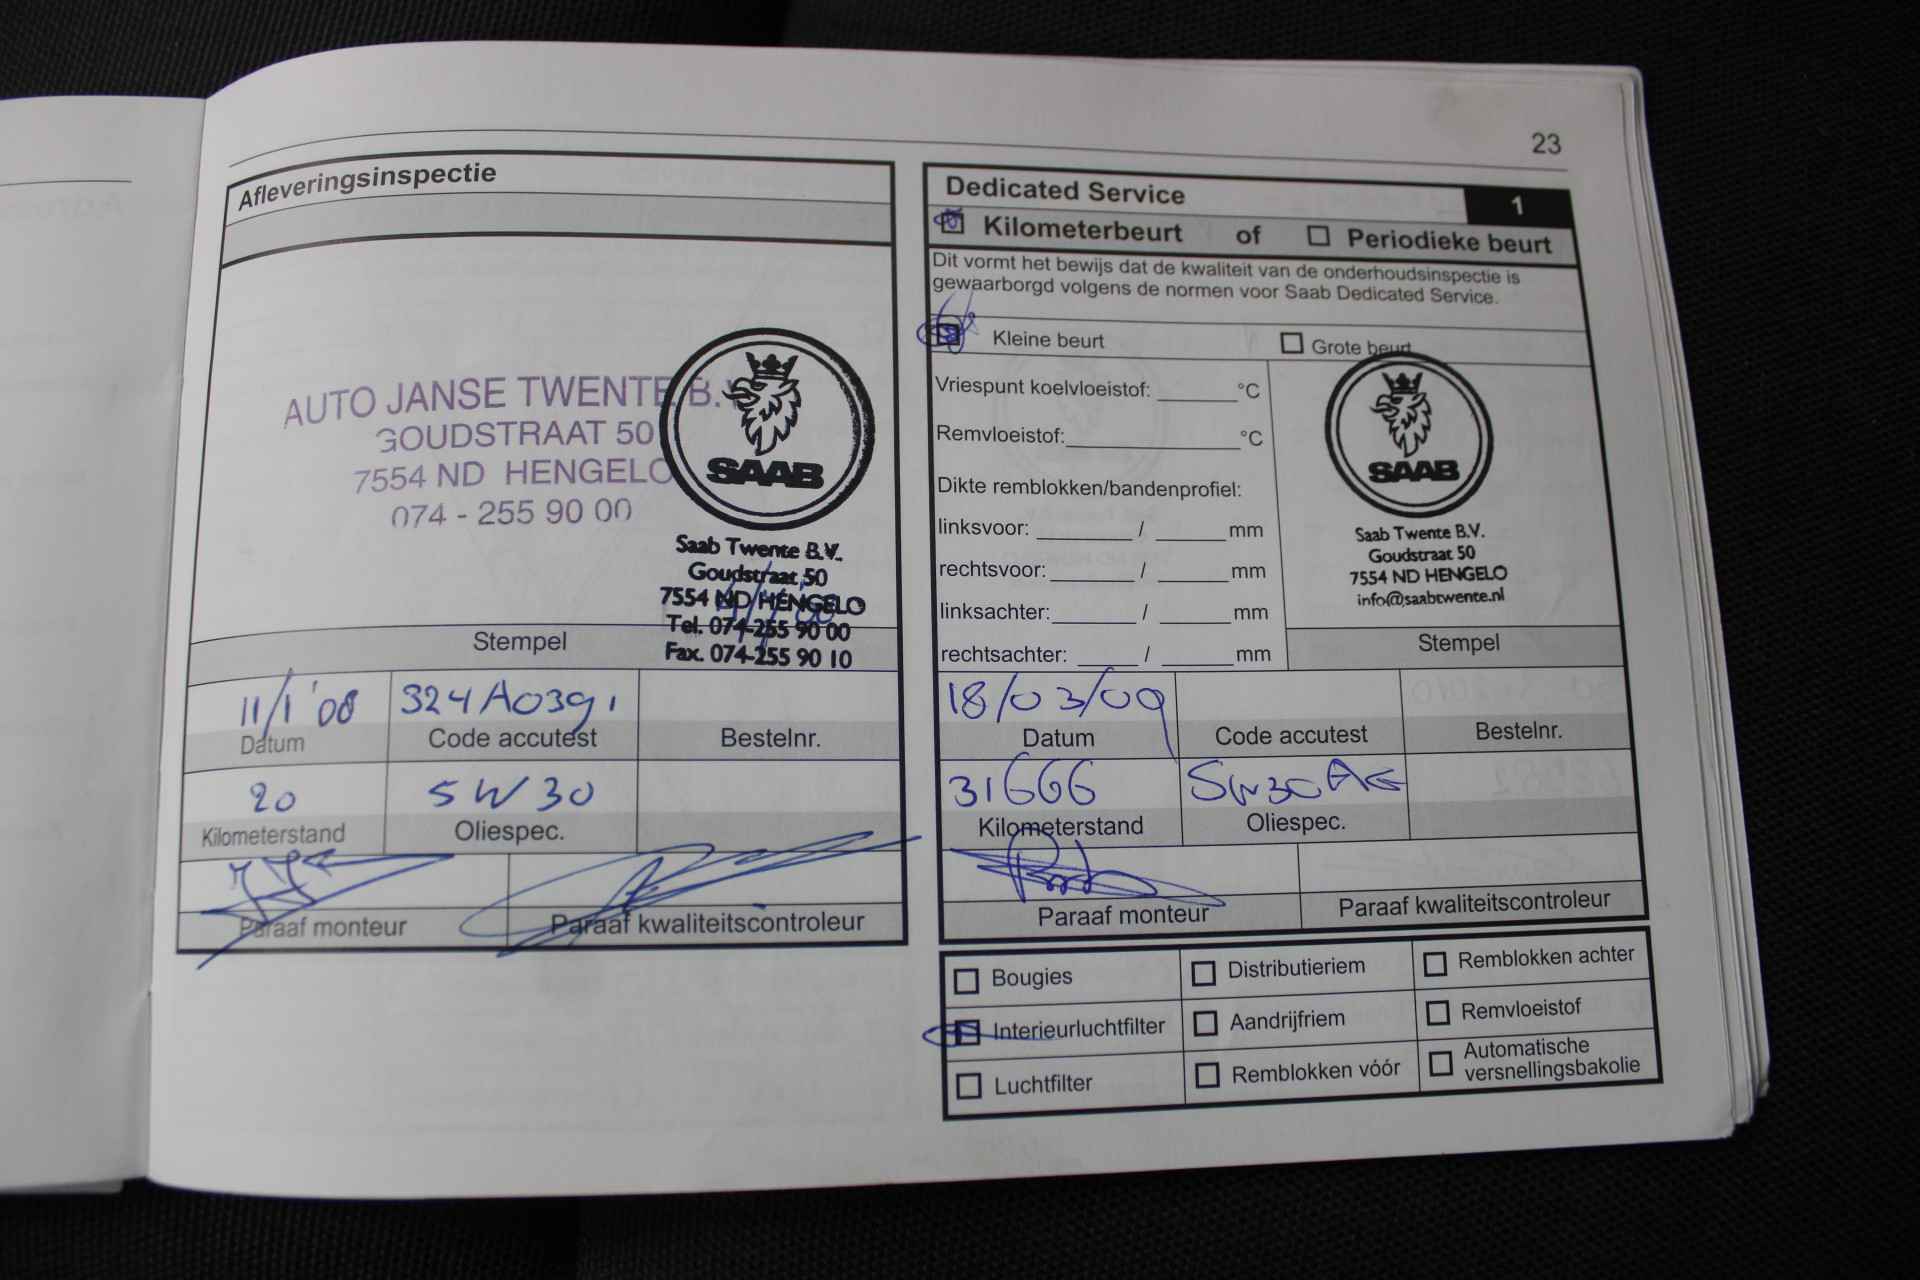 23
Afleveringsinspectie
AUTO JANSE TWENTE B.V.
GOUDSTRAAT 50
7554 ND HENGELO
074 - 255 90 00
SAAB
Saab Twente B.V.
Goudstraat 50
7554 ND HENGELO
Tel. 074-255 90 00
Fax. 074-255 90 10
Stempel
11/1 '08 324A0391
Datum Code accutest Bestelnr.
20 5W30
Kilometerstand Oliespec.
Paraaf monteur Paraaf kwaliteitscontroleur
Dedicated Service 1
Kilometerbeurt of Periodieke beurt
Dit vormt het bewijs dat de kwaliteit van de onderhoudsinspectie is
gewaarborgd volgens de normen voor Saab Dedicated Service.
Kleine beurt Grote beurt
Vriespunt koelvloeistof: °C
Remvloeistof: °C
Dikte remblokken/bandenprofiel:
linksvoor: / mm
rechtsvoor: / mm
linksachter: / mm
rechtsachter: / mm
SAAB
Saab Twente B.V.
Goudstraat 50
7554 ND HENGELO
info@saabtwente.nl
Stempel
18/03/09
Datum Code accutest Bestelnr.
31666 5W30
Kilometerstand Oliespec.
Paraaf monteur Paraaf kwaliteitscontroleur
Bougies Distributieriem Remblokken achter
Interieurluchtfilter Aandrijfriem Remvloeistof
Luchtfilter Remblokken vóór Automatische
versnellingsbakolie